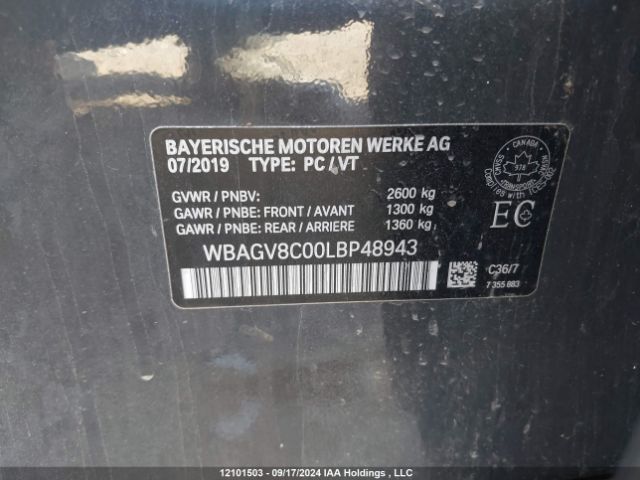 BAYERISCHE MOTOREN WERKE AG
07/2019 TYPE: PC / VT
GVWR / PNBV: 2600 kg
GAWR / PNBE: FRONT / AVANT 1300 kg
GAWR / PNBE: REAR / ARRIERE 1360 kg
WBAGV8C00LBP48943
CANADA
978
TRANSPORT
EC
C36/7
7 355 883
12101503 - 09/17/2024 IAA Holdings , LLC